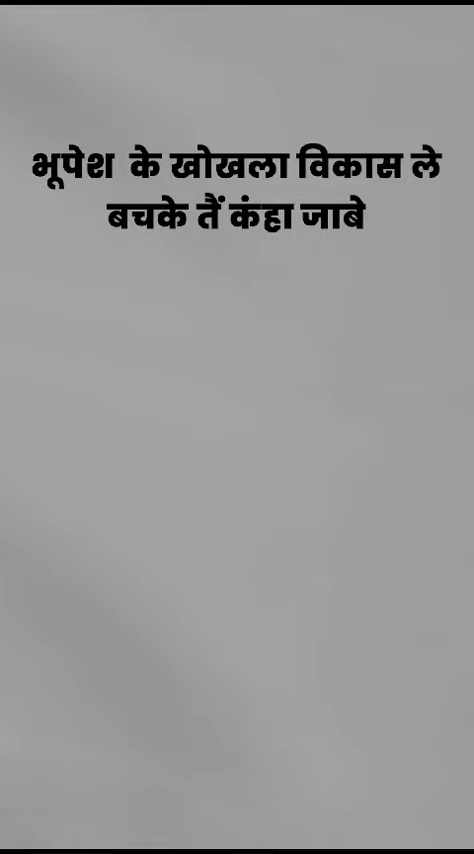 भूपेश के खोखला विकास ले
बचके तैं कंहा जाबे